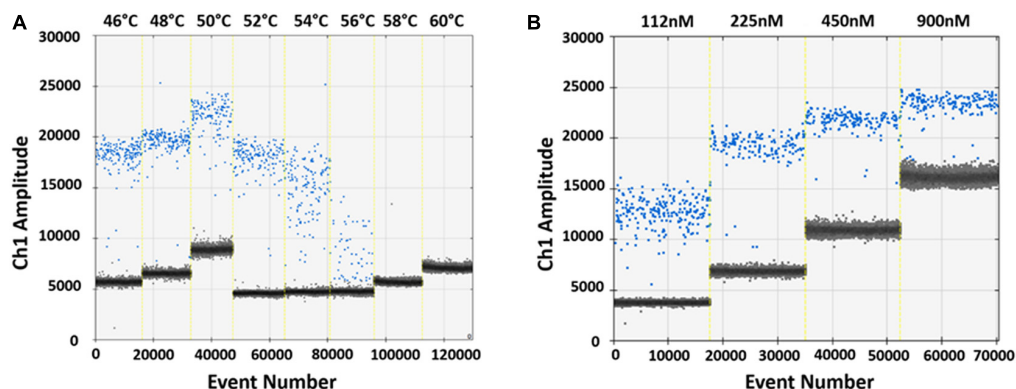 A
46°C 48°C 50°C 52°C 54°C 56°C 58°C 60°C
30000
25000
20000
15000
10000
5000
0
Ch1 Amplitude
0 20000 40000 60000 80000 100000 120000
Event Number
B
112nM 225nM 450nM 900nM
30000
25000
20000
15000
10000
5000
0
Ch1 Amplitude
0 10000 20000 30000 40000 50000 60000 70000
Event Number